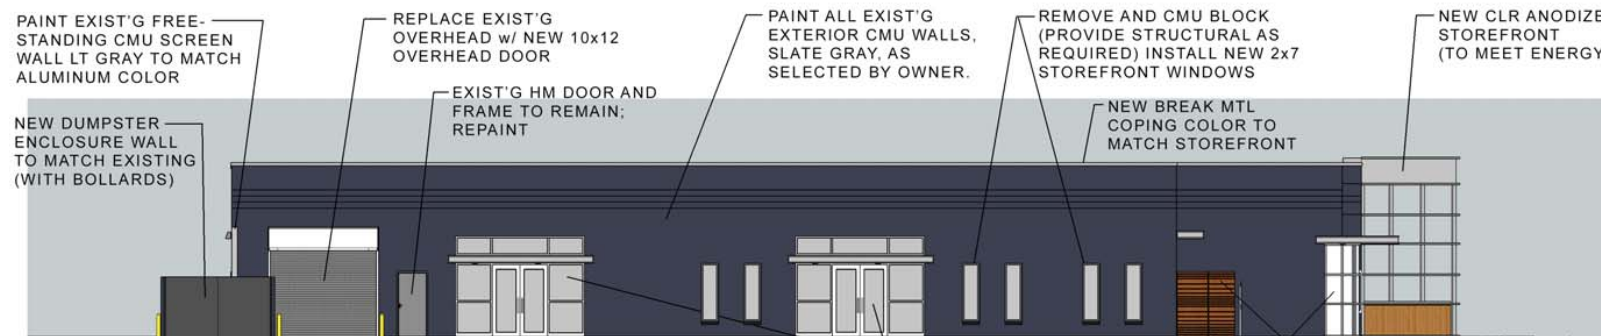 PAINT EXIST'G FREE-
STANDING CMU SCREEN
WALL LT GRAY TO MATCH
ALUMINUM COLOR
NEW DUMPSTER
ENCLOSURE WALL
TO MATCH EXISTING
(WITH BOLLARDS)
REPLACE EXIST'G
OVERHEAD w/ NEW 10x12
OVERHEAD DOOR
EXIST'G HM DOOR AND
FRAME TO REMAIN;
REPAINT
PAINT ALL EXIST'G
EXTERIOR CMU WALLS,
SLATE GRAY, AS
SELECTED BY OWNER.
REMOVE AND CMU BLOCK
(PROVIDE STRUCTURAL AS
REQUIRED) INSTALL NEW 2x7
STOREFRONT WINDOWS
NEW BREAK MTL
COPING COLOR TO
MATCH STOREFRONT
NEW CLR ANODIZE
STOREFRONT
(TO MEET ENERGY